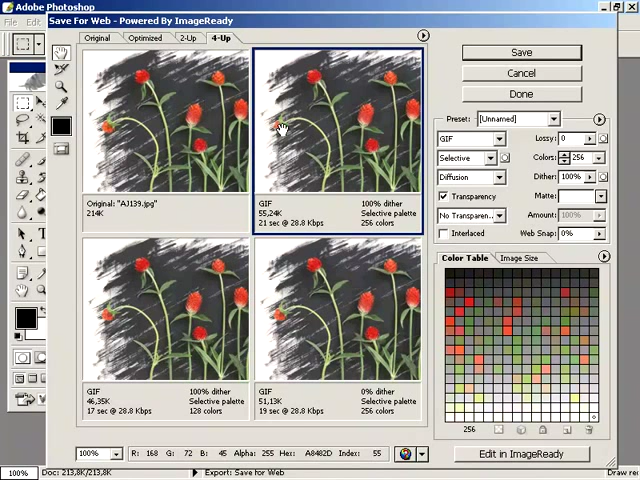 Adobe Photoshop
File
Save For Web - Powered By ImageReady
Original
Optimized
2-Up
4-Up
Original: "AJ139.jpg"
214K
GIF
55,24K
21 sec @ 28.8 Kbps
100% dither
Selective palette
256 colors
GIF
46,35K
17 sec @ 28.8 Kbps
100% dither
Selective palette
128 colors
GIF
51,13K
19 sec @ 28.8 Kbps
0% dither
Selective palette
256 colors
Save
Cancel
Done
Preset: [Unnamed]
GIF
Lossy: 0
Selective
Colors: 256
Diffusion
Dither: 100%
Transparency
Matte:
No Transparen...
Amount: 100%
Interlaced
Web Snap: 0%
Color Table
Image Size
256
100%
R: 168 G: 72 B: 45 Alpha: 255 Hex: A8482D Index: 55
Edit in ImageReady
100%
Doc: 213,8K/213,8K
Export: Save for Web
Draw rec